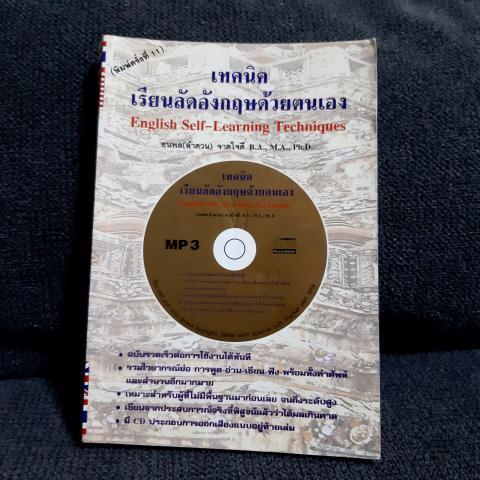 (พิมพ์ครั้งที่ 11)
เทคนิค
เรียนลัดอังกฤษด้วยตนเอง
English Self-Learning Techniques
ธนพล(ลำดวน) จาดใจดี B.A., M.A., Ph.D.
เทคนิค
เรียนลัดอังกฤษด้วยตนเอง
English Self-Learning Techniques
MP3
• ฉบับรวดเร็วต่อการใช้งานได้ทันที
• รวมไวยากรณ์ย่อ การพูด-อ่าน-เขียน-ฟัง-พร้อมทั้งคำศัพท์
และสำนวนอีกมากมาย
• เหมาะสำหรับผู้ที่ไม่มีพื้นฐานมาก่อนเลย จนถึงระดับสูง
• เขียนจากประสบการณ์จริงที่พิสูจน์แล้วว่าได้ผลเกินคาด
• มี CD ประกอบการออกเสียงแนบอยู่ท้ายเล่ม